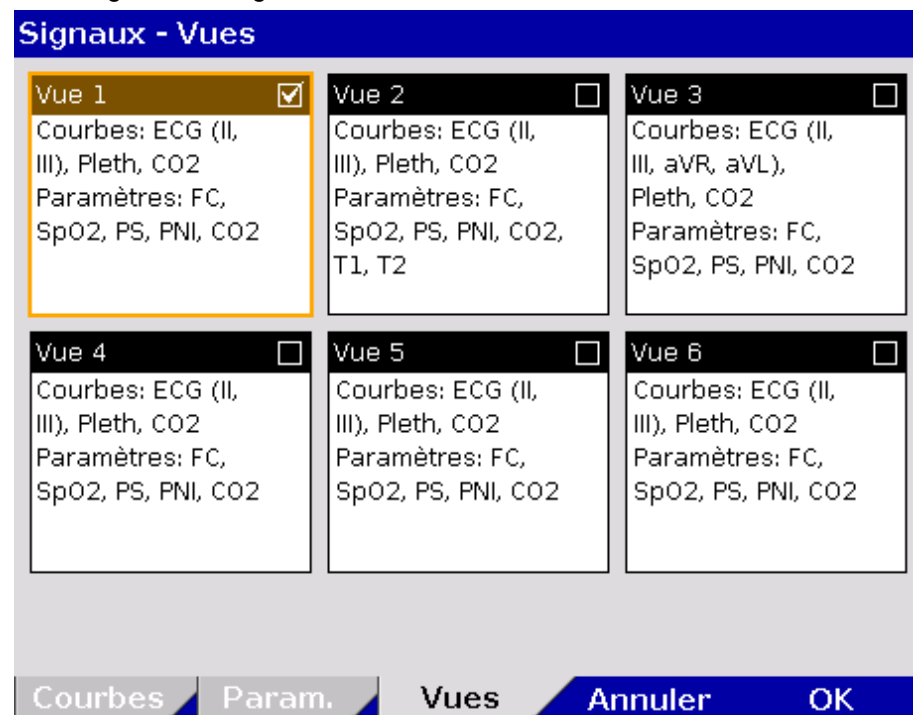 Signaux - Vues
Vue 1
Courbes: ECG (II,
III), Pleth, CO2
Paramètres: FC,
SpO2, PS, PNI, CO2
Vue 2
Courbes: ECG (II,
III), Pleth, CO2
Paramètres: FC,
SpO2, PS, PNI, CO2,
T1, T2
Vue 3
Courbes: ECG (II,
III, aVR, aVL),
Pleth, CO2
Paramètres: FC,
SpO2, PS, PNI, CO2
Vue 4
Courbes: ECG (II,
III), Pleth, CO2
Paramètres: FC,
SpO2, PS, PNI, CO2
Vue 5
Courbes: ECG (II,
III), Pleth, CO2
Paramètres: FC,
SpO2, PS, PNI, CO2
Vue 6
Courbes: ECG (II,
III), Pleth, CO2
Paramètres: FC,
SpO2, PS, PNI, CO2
Courbes Param. Vues Annuler OK